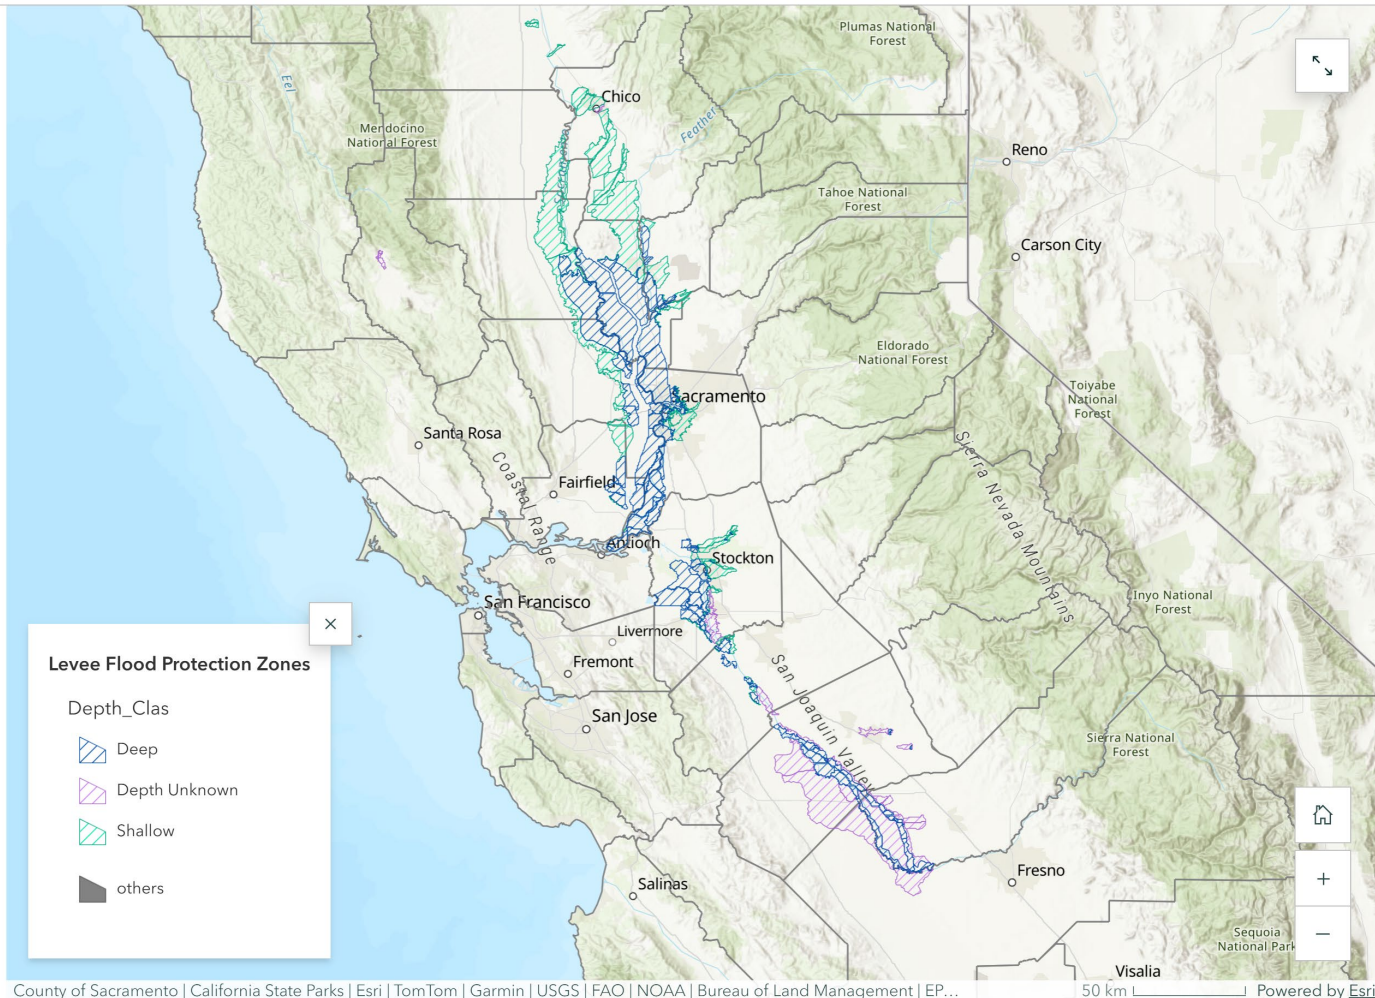 Plumas National
Forest
Eel
Chico
Feather
Mendocino
National Forest
Sacramento
Reno
Tahoe National
Forest
Carson City
Eldorado
National Forest
Toiyabe
National
Forest
Sacramento
Santa Rosa
Coastal Range
Sierra Nevada Mountains
Fairfield
Antioch
Stockton
Inyo National
Forest
San Francisco
Livermore
Fremont
San Joaquin Valley
San Jose
Sierra National
Forest
Levee Flood Protection Zones
Depth_Clas
Deep
Depth Unknown
Shallow
others
Fresno
Salinas
Sequoia
National Park
Visalia
County of Sacramento | California State Parks | Esri | TomTom | Garmin | USGS | FAO | NOAA | Bureau of Land Management | EP...
50 km
Powered by Esri